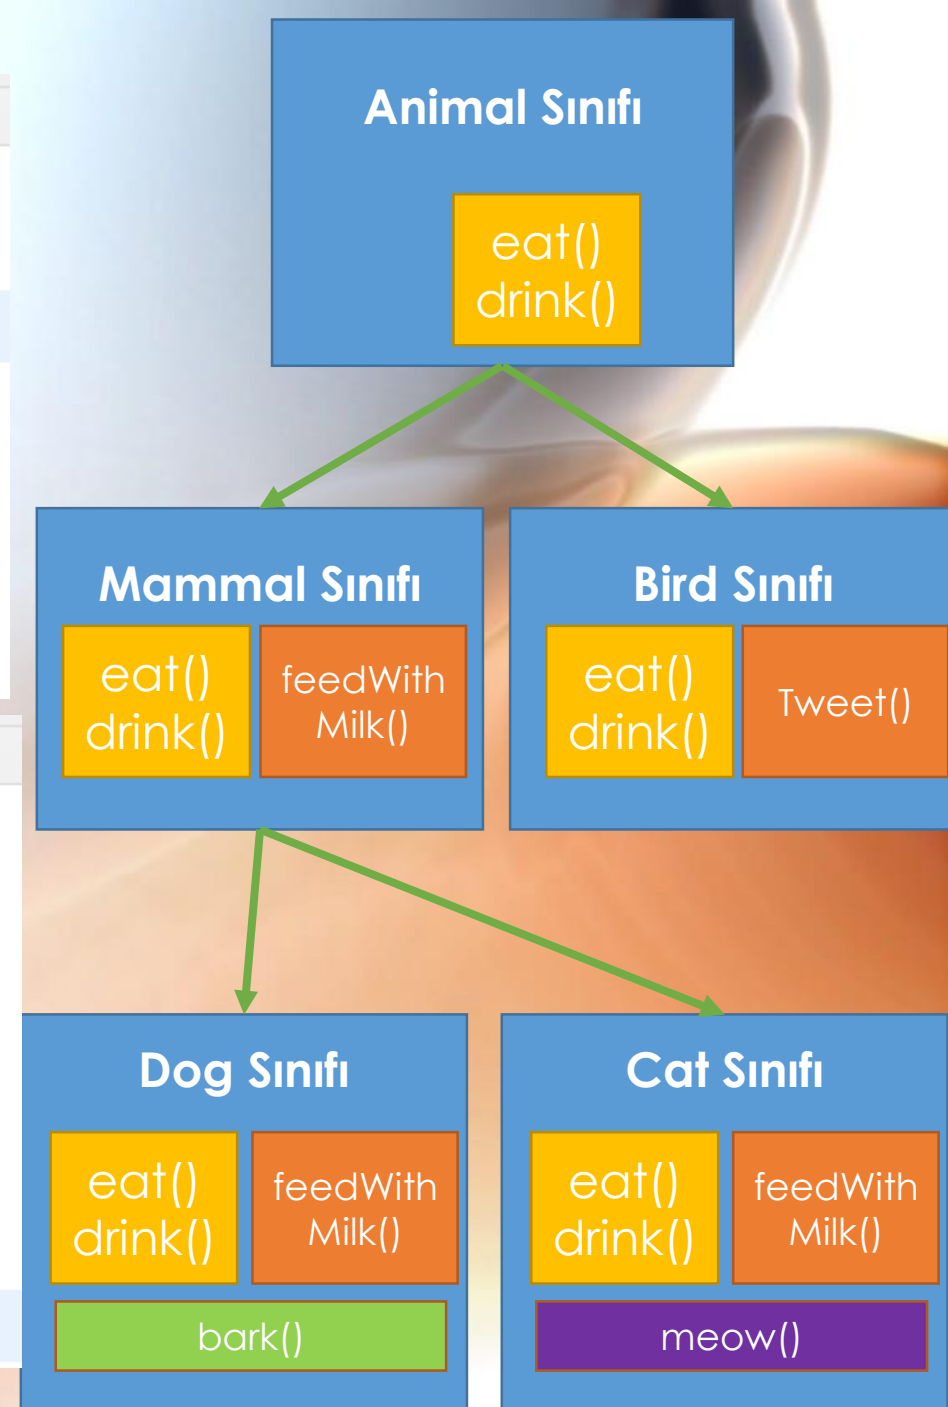 Animal Sınıfı
eat()
drink()
Mammal Sınıfı
eat()
drink()
feedWith
Milk()
Bird Sınıfı
eat()
drink()
Tweet()
Dog Sınıfı
eat()
drink()
feedWith
Milk()
bark()
Cat Sınıfı
eat()
drink()
feedWith
Milk()
meow()